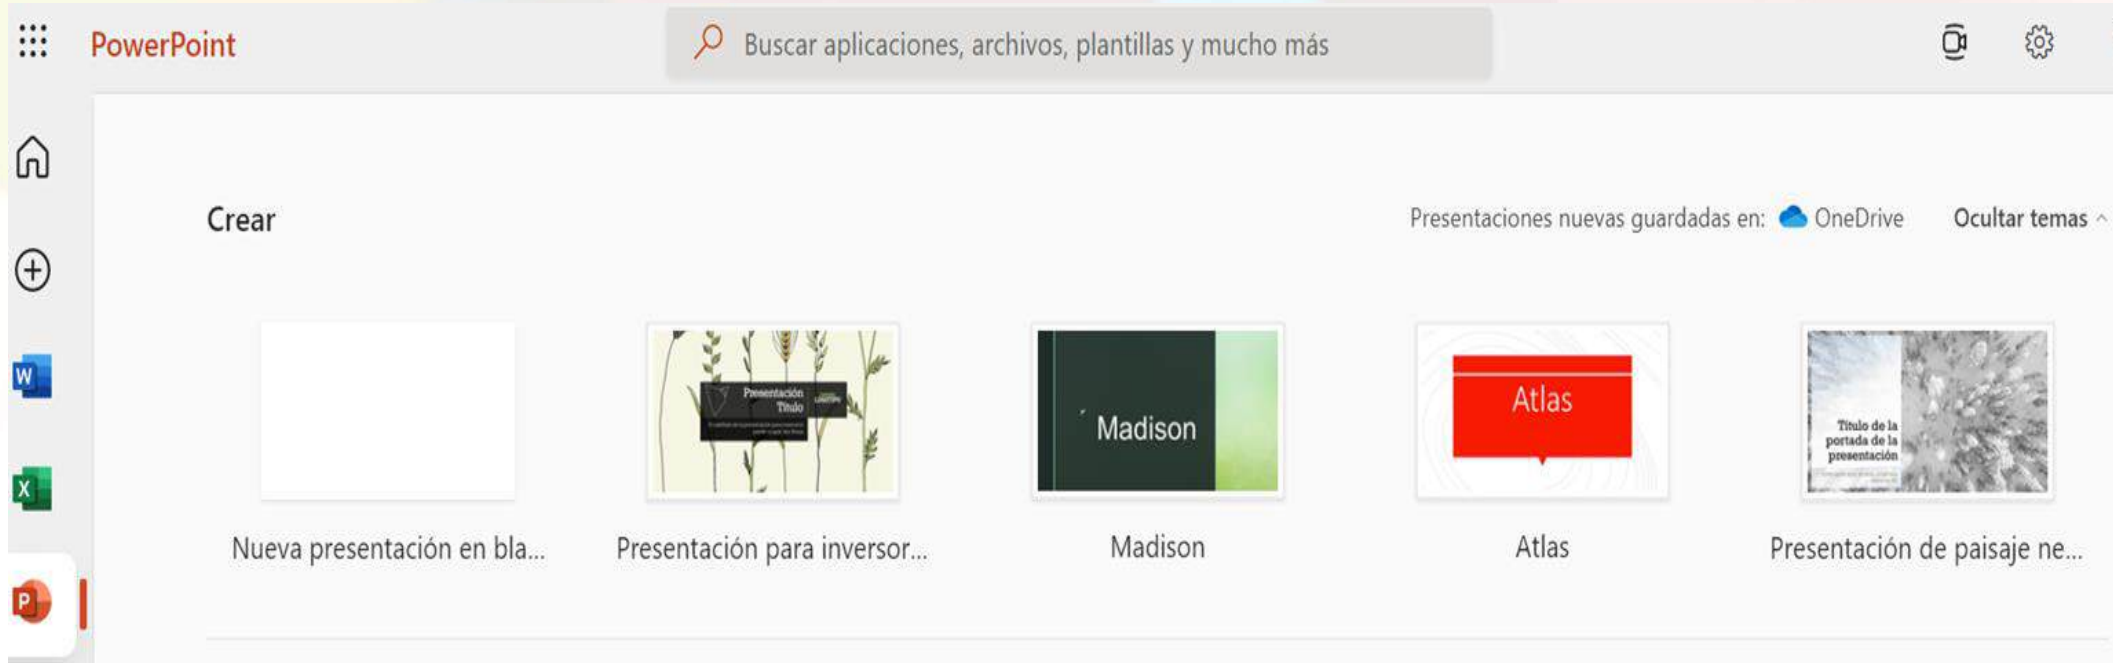 PowerPoint
Buscar aplicaciones, archivos, plantillas y mucho más
Crear
Presentaciones nuevas guardadas en: OneDrive
Ocultar temas
W
X
P
Presentación
Título
Madison
Atlas
Título de la
portada de la
presentación
Nueva presentación en bla...
Presentación para inversor...
Madison
Atlas
Presentación de paisaje ne...